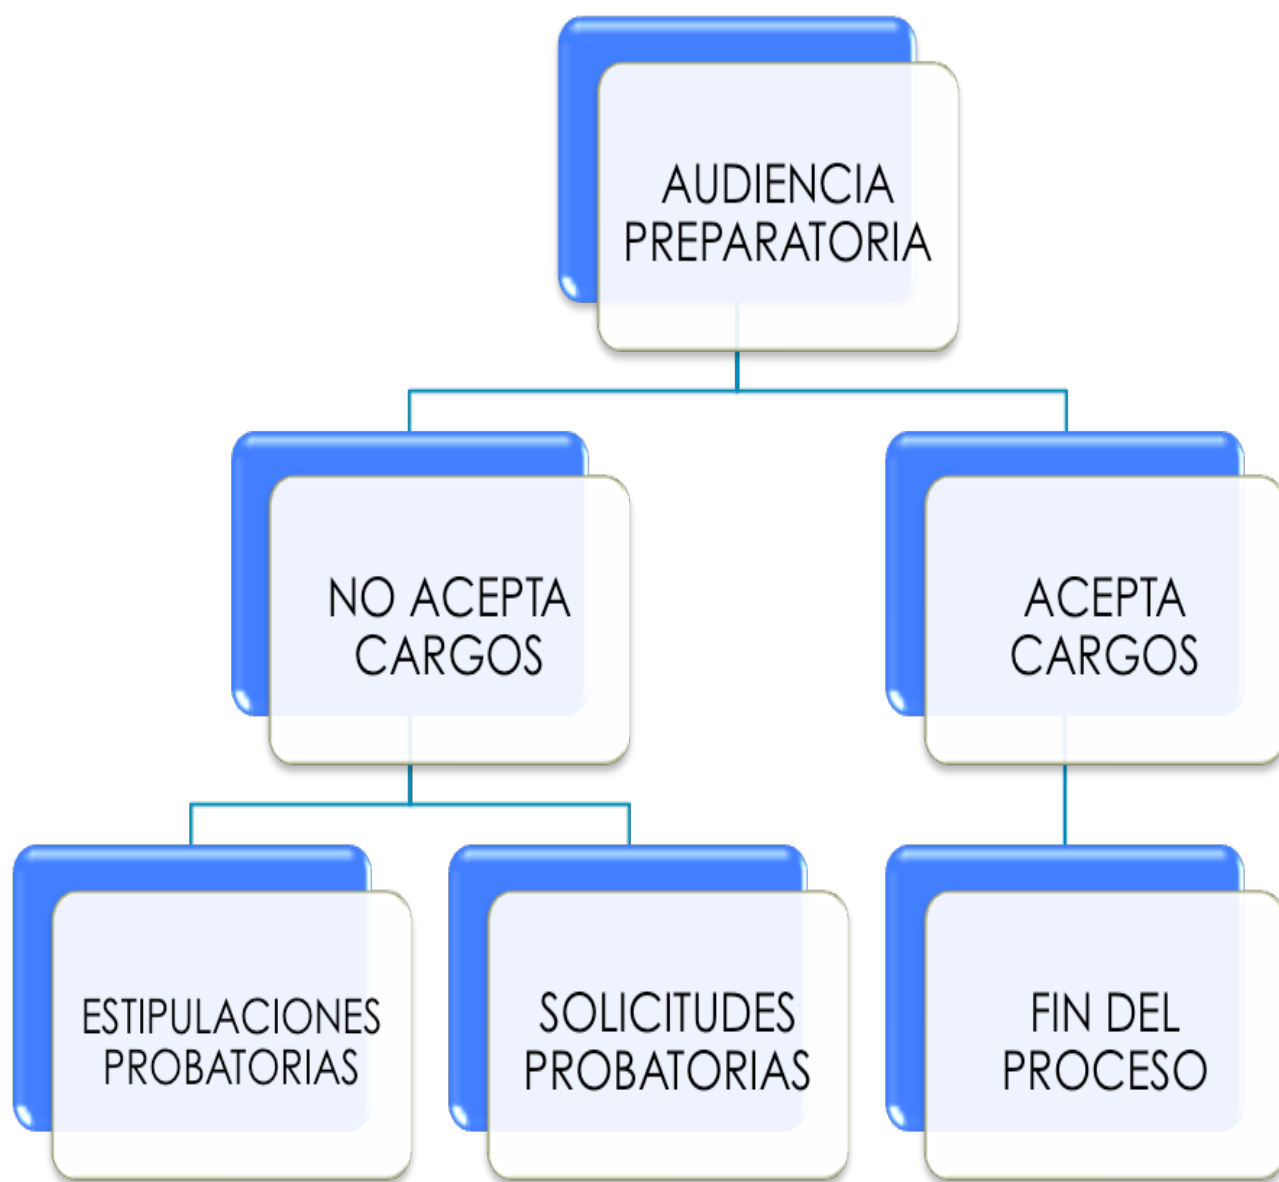 AUDIENCIA
PREPARATORIA
NO ACEPTA
CARGOS
ACEPTA
CARGOS
ESTIPULACIONES
PROBATORIAS
SOLICITUDES
PROBATORIAS
FIN DEL
PROCESO